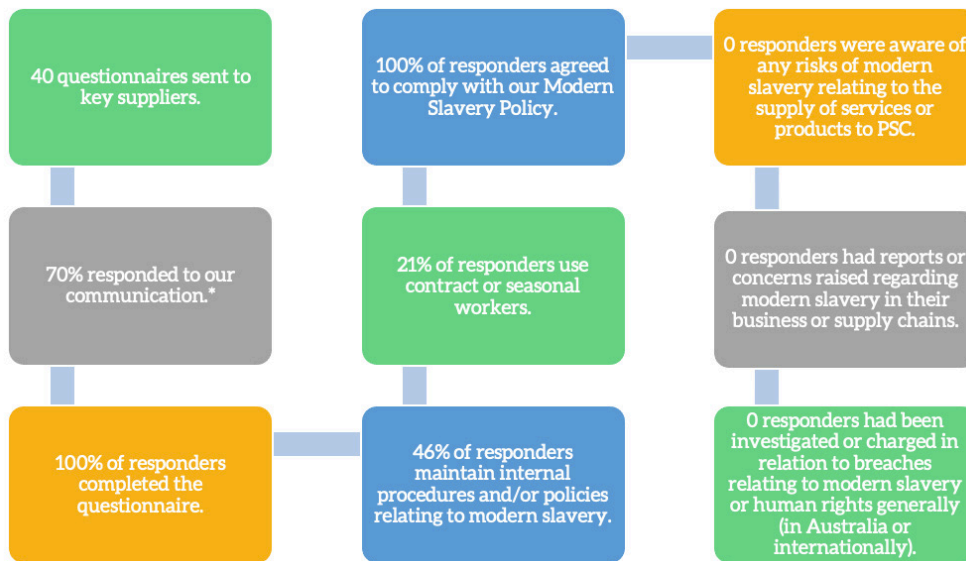 40 questionnaires sent to
key suppliers.
70% responded to our
communication.*
100% of responders
completed the
questionnaire.
46% of responders
maintain internal
procedures and/or policies
relating to modern slavery.
21% of responders use
contract or seasonal
workers.
100% of responders agreed
to comply with our Modern
Slavery Policy.
0 responders were aware of
any risks of modern
slavery relating to the
supply of services or
products to PSC.
0 responders had reports or
concerns raised regarding
modern slavery in their
business or supply chains.
0 responders had been
investigated or charged in
relation to breaches
relating to modern slavery
or human rights generally
(in Australia or
internationally).